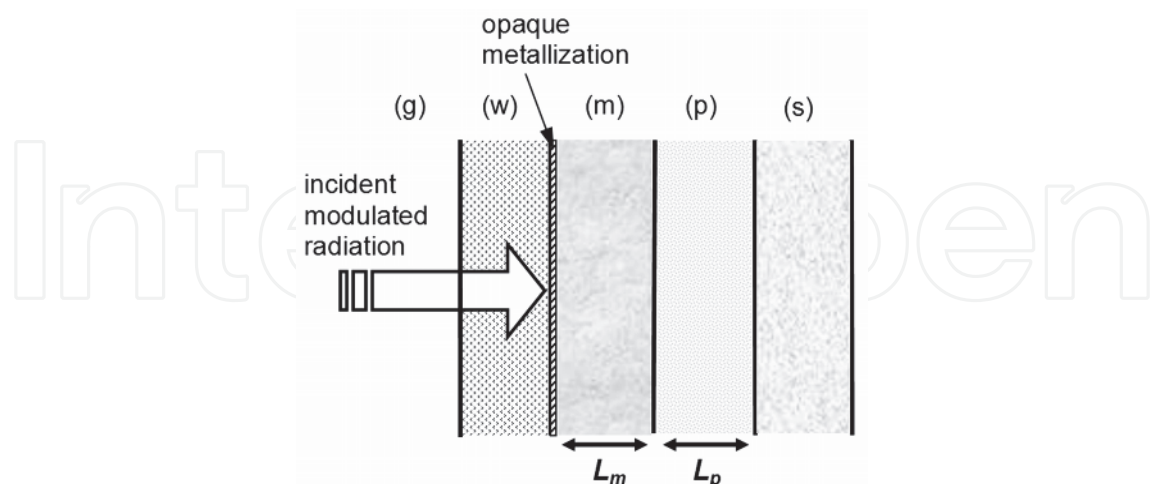 opaque
metallization
(g) (w) (m) (p) (s)
incident
modulated
radiation
Lm Lp